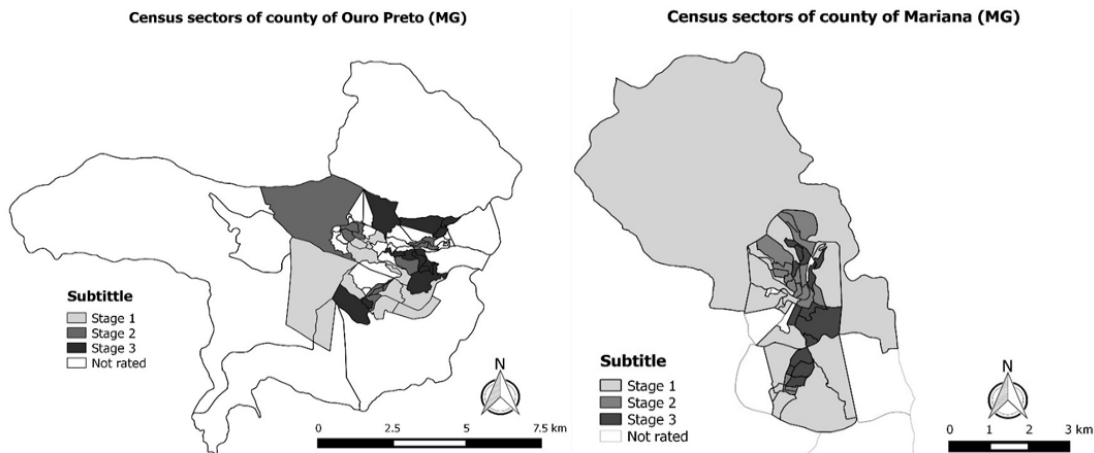 Census sectors of county of Ouro Preto (MG)
Subtittle
Stage 1
Stage 2
Stage 3
Not rated
N
0 2.5 5 7.5 km
Census sectors of county of Mariana (MG)
Subtitle
Stage 1
Stage 2
Stage 3
Not rated
N
0 1 2 3 km